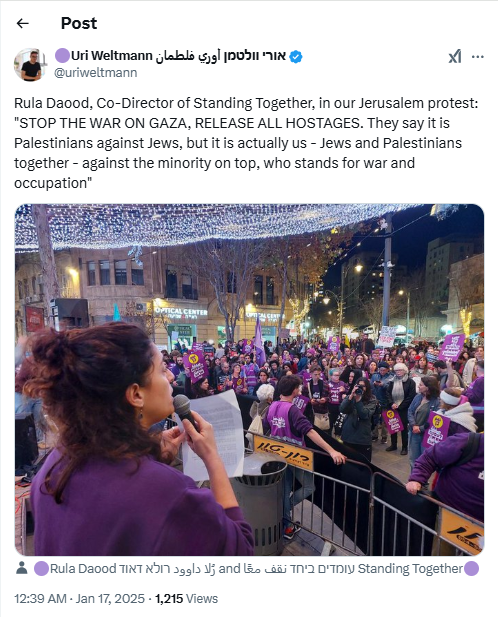 Post
Uri Weltmann אורי וולטמן أوري فلطمان
@uriweltmann
Rula Daood, Co-Director of Standing Together, in our Jerusalem protest:
"STOP THE WAR ON GAZA, RELEASE ALL HOSTAGES. They say it is
Palestinians against Jews, but it is actually us - Jews and Palestinians
together - against the minority on top, who stands for war and
occupation"
OPTICAL CENTER
OPTICAL CENTER
Rula Daood רולא דאוד رُلا داوود and עומדים ביחד نقف معًا Standing Together
12:39 AM · Jan 17, 2025 · 1,215 Views